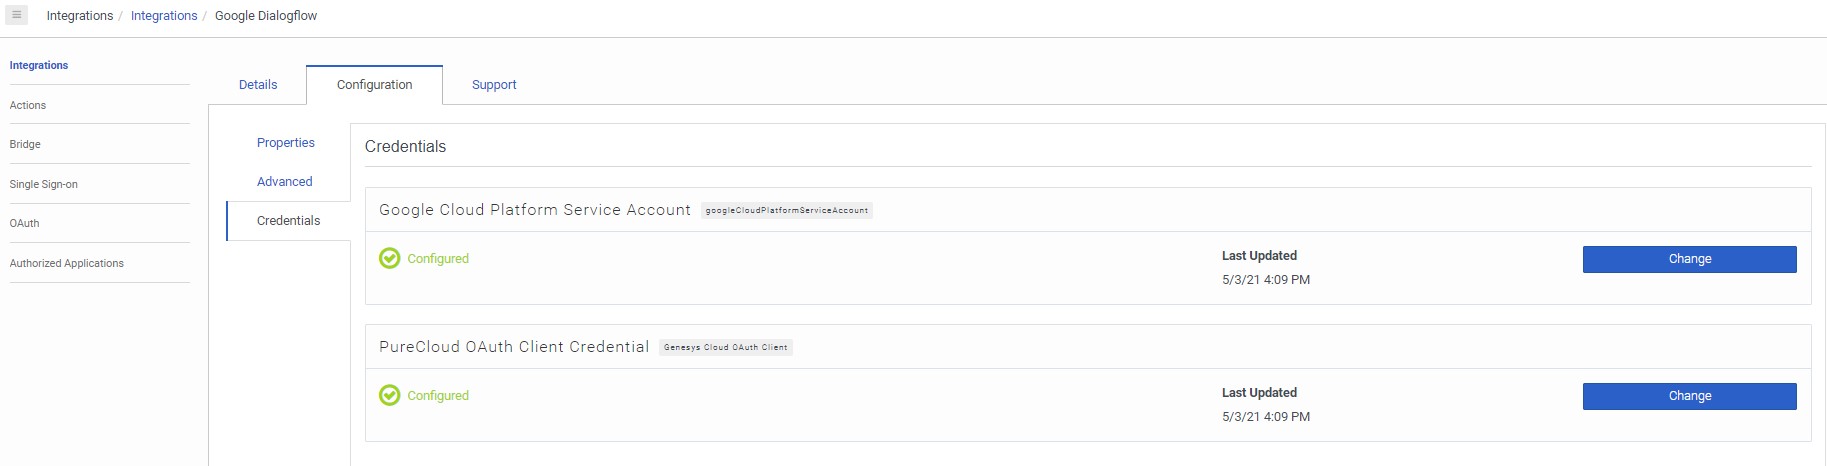 Integrations / Integrations / Google Dialogflow
Integrations
Actions
Bridge
Single Sign-on
OAuth
Authorized Applications
Details Configuration Support
Properties
Advanced
Credentials
Credentials
Google Cloud Platform Service Account googleCloudPlatformServiceAccount
Configured
Last Updated
5/3/21 4:09 PM
Change
PureCloud OAuth Client Credential Genesys Cloud OAuth Client
Configured
Last Updated
5/3/21 4:09 PM
Change